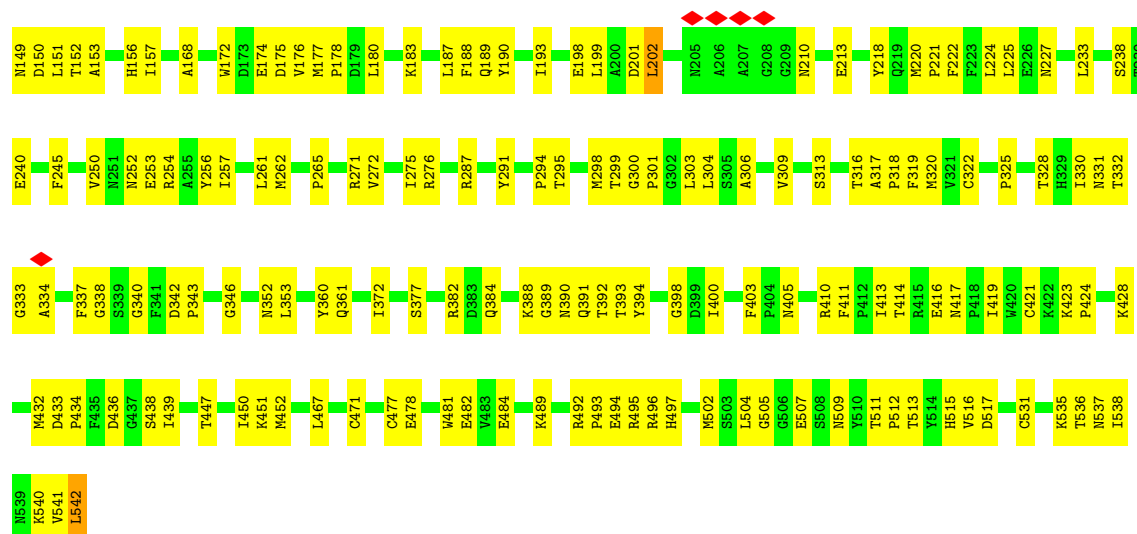 N149 D150 L151 T152 A153 H156 I157 A168 W172 D173 E174 D175 V176 M177 P178 D179 L180 K183 L187 F188 Q189 Y190 I193 E198 L199 A200 D201 L202 N205 A206 A207 G208 G209 N210 E213 Y218 Q219 M220 P221 F222 F223 L224 L225 E226 N227 L233 S238
E240 F245 V250 N251 N252 E253 R254 A255 Y256 I257 L261 M262 P265 R271 V272 I275 R276 R287 Y291 P294 T295 M298 T299 G300 P301 G302 L303 L304 S305 A306 V309 S313 T316 A317 P318 F319 M320 V321 C322 P325 T328 H329 I330 N331 T332
G333 A334 F337 G338 S339 G340 F341 D342 P343 G346 N352 L353 Y360 Q361 I372 S377 R382 D383 Q384 K388 G389 N390 Q391 T392 T393 Y394 G398 D399 I400 F403 P404 N405 R410 F411 P412 I413 T414 R415 E416 N417 P418 I419 W420 C421 K422 K423 P424 K428
M432 D433 P434 F435 D436 G437 S438 I439 T447 I450 K451 M452 L467 C471 C477 E478 W481 E482 V483 E484 K489 R492 P493 E494 R495 R496 H497 M502 S503 L504 G505 G506 E507 S508 N509 Y510 T511 P512 T513 Y514 H515 V516 D517 C531 K535 T536 N537 I538
N539 K540 V541 L542